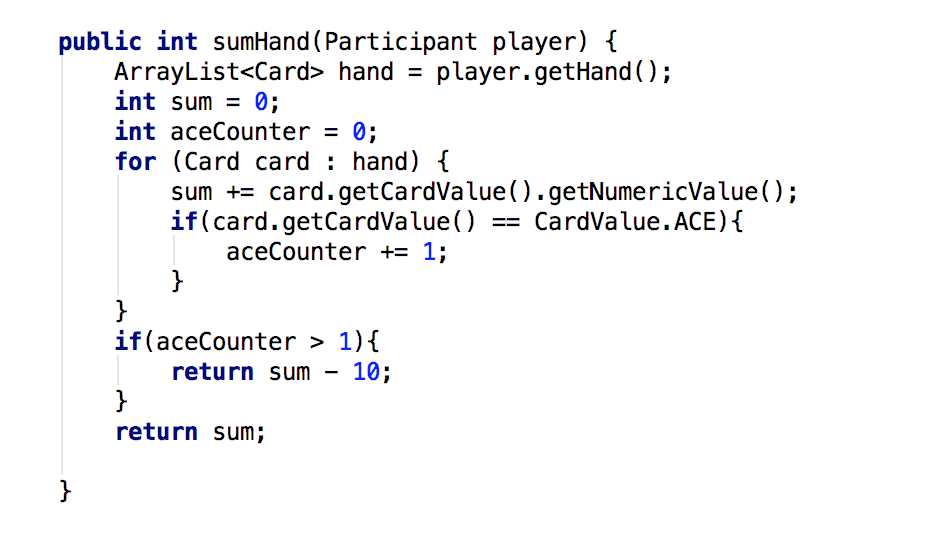 public int sumHand(Participant player) {
    ArrayList<Card> hand = player.getHand();
    int sum = 0;
    int aceCounter = 0;
    for (Card card : hand) {
        sum += card.getCardValue().getNumericValue();
        if(card.getCardValue() == CardValue.ACE){
            aceCounter += 1;
        }
    }
    if(aceCounter > 1){
        return sum - 10;
    }
    return sum;

}